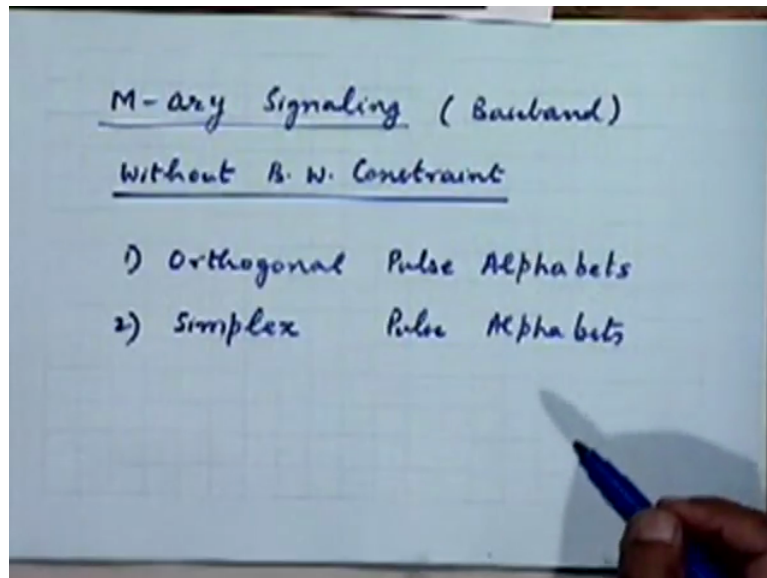 M-ary Signaling (Baseband)
Without B.W. Constraint
1) Orthogonal Pulse Alphabets
2) Simplex Pulse Alphabets